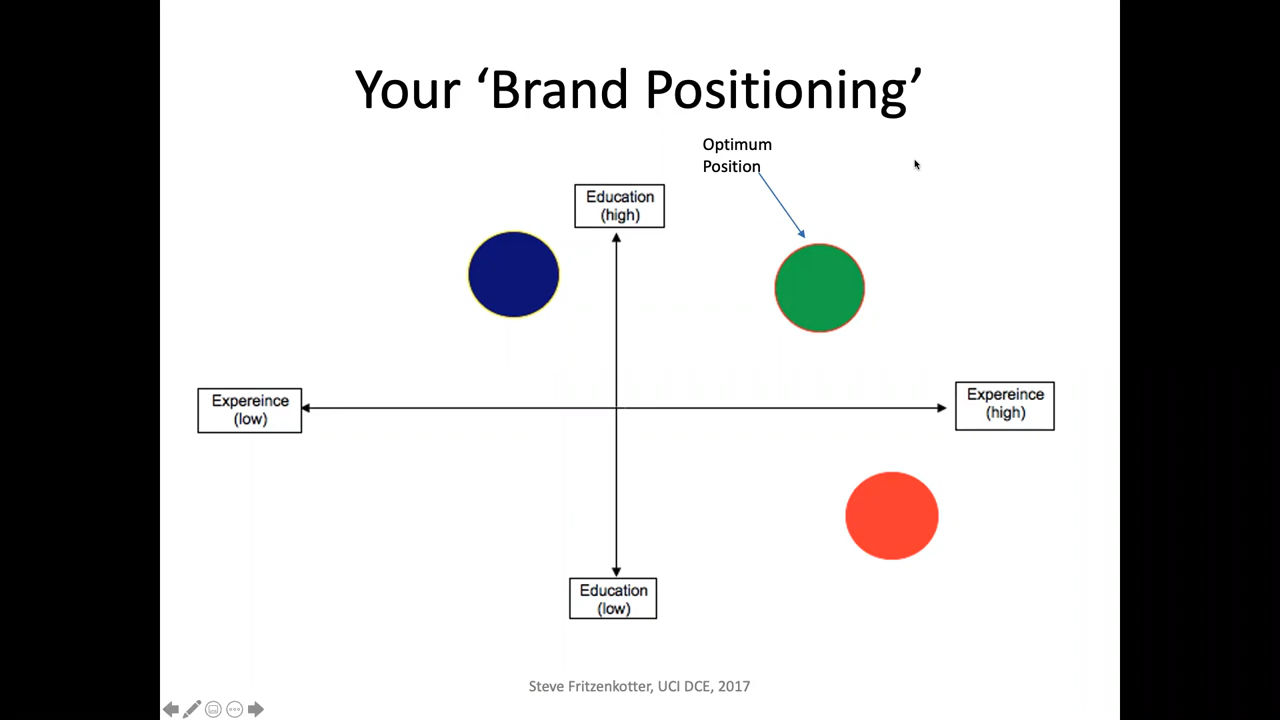 Your ‘Brand Positioning’
Optimum
Position
Education
(high)
Expereince
(low)
Expereince
(high)
Education
(low)
Steve Fritzenkotter, UCI DCE, 2017